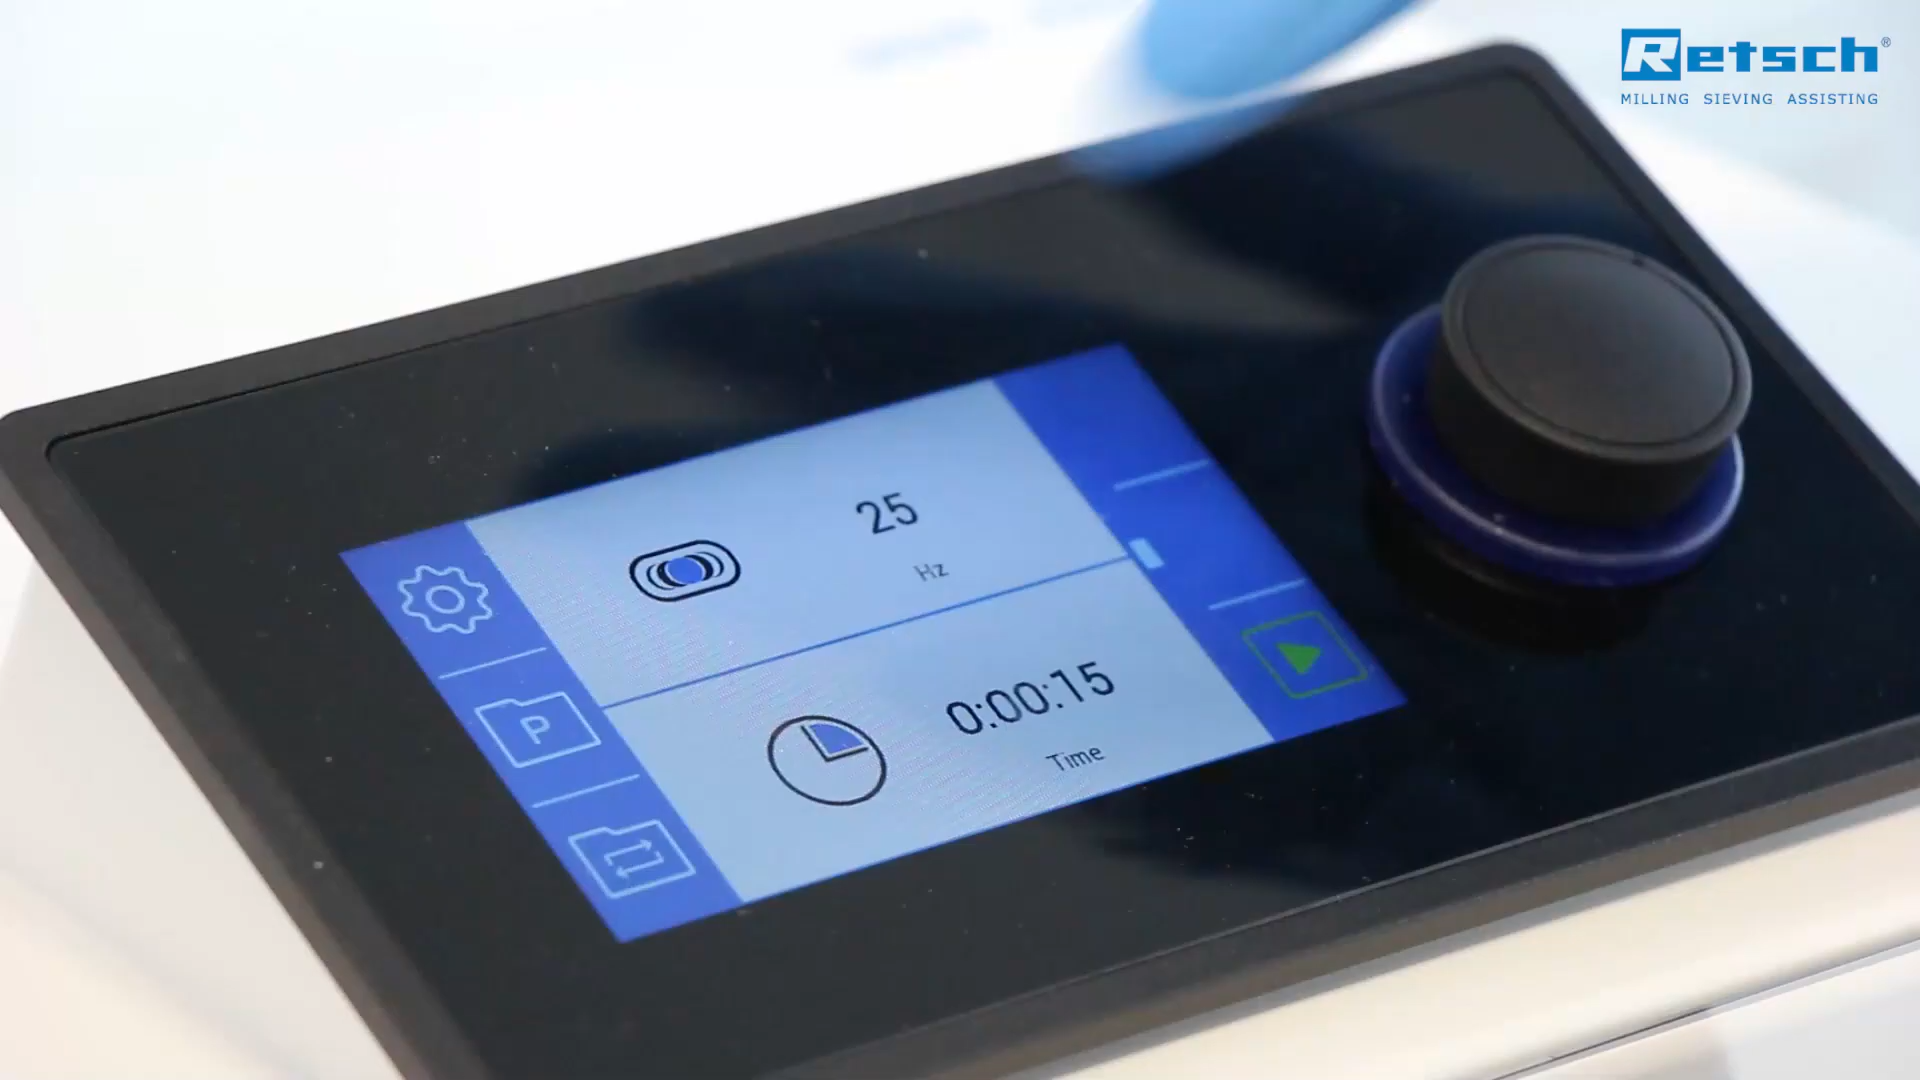 Retsch®
MILLING SIEVING ASSISTING
25
Hz
0:00:15
Time
P